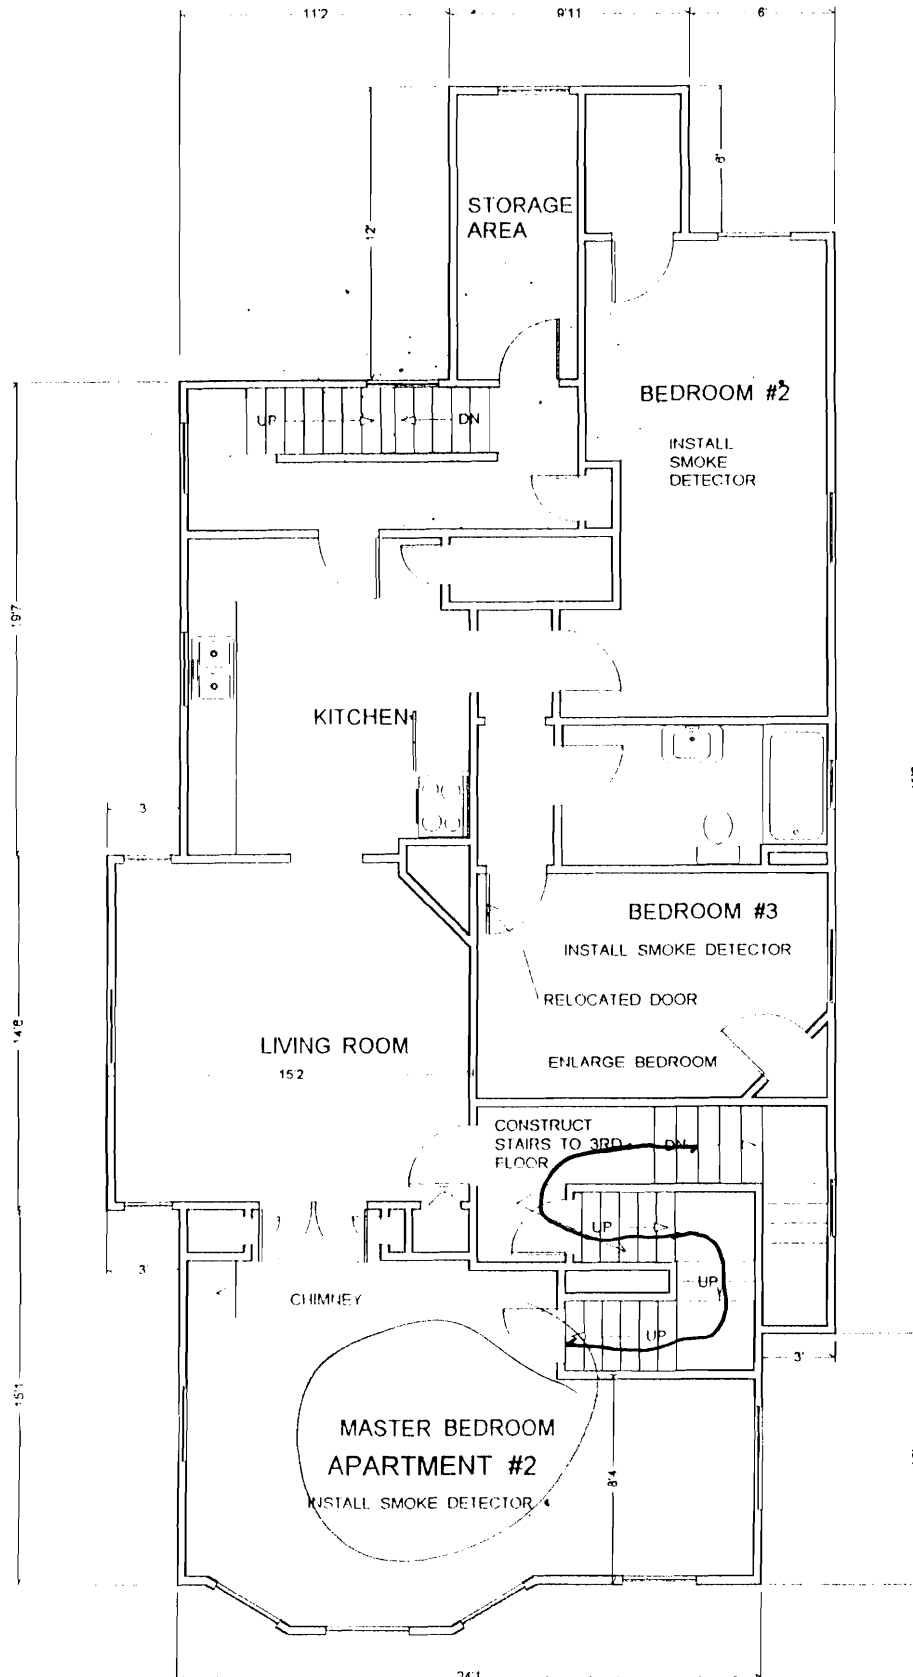 11'2
9'11
6'
8'
STORAGE
AREA
12'
BEDROOM #2
UP
DN
INSTALL
SMOKE
DETECTOR
19'7
KITCHEN
3
BEDROOM #3
INSTALL SMOKE DETECTOR
RELOCATED DOOR
14'8
LIVING ROOM
15'2
ENLARGE BEDROOM
CONSTRUCT
STAIRS TO 3RD
FLOOR
DN
UP
3'
UP
CHIMNEY
UP
3'
15'1
MASTER BEDROOM
APARTMENT #2
INSTALL SMOKE DETECTOR
8'4
24'1